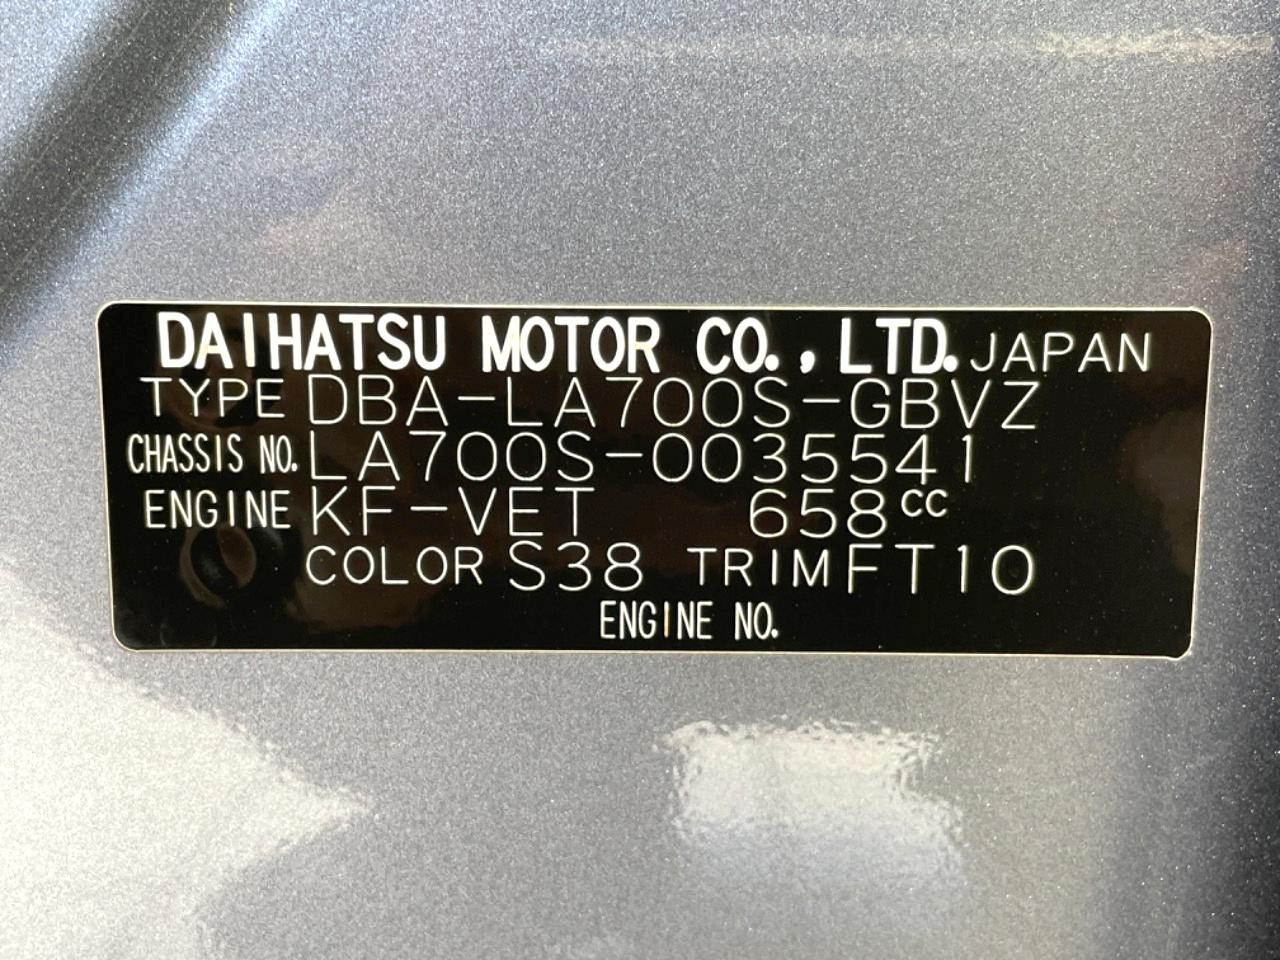 DAIHATSU MOTOR CO., LTD. JAPAN
TYPE DBA-LA700S-GBVZ
CHASSIS NO. LA700S-0035541
ENGINE KF-VET 658cc
COLOR S38 TRIM FT10
ENGINE NO.